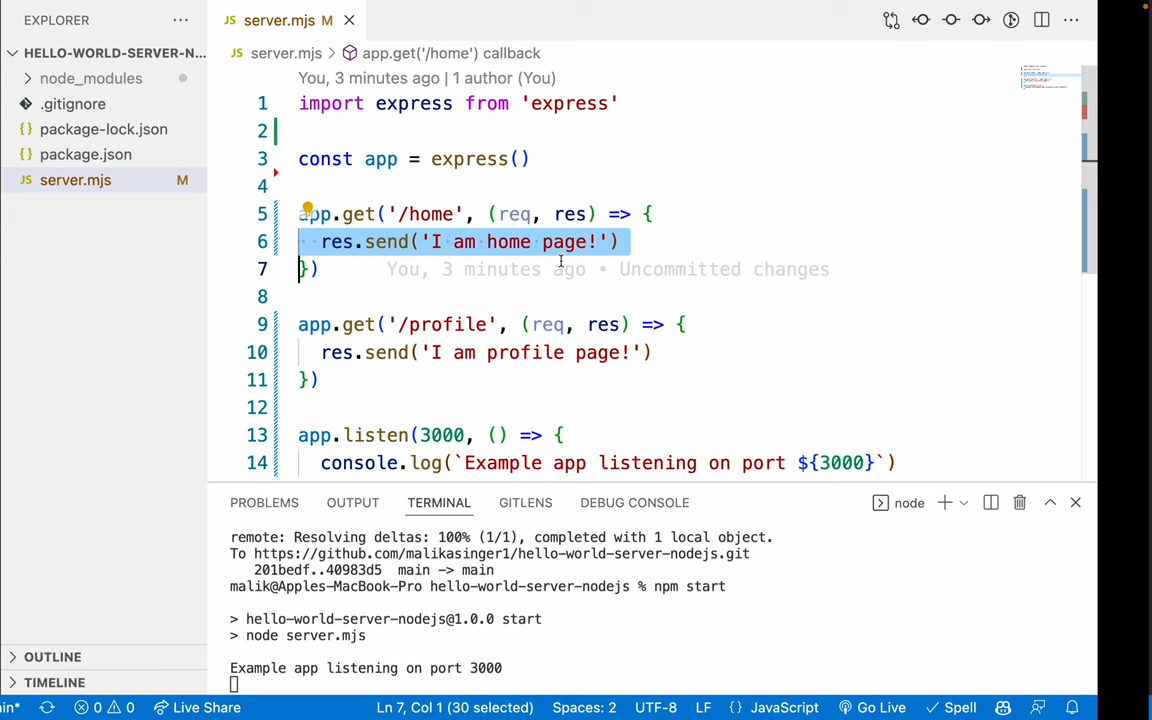 EXPLORER ···
HELLO-WORLD-SERVER-N...
node_modules
.gitignore
{} package-lock.json
{} package.json
JS server.mjs M
OUTLINE
TIMELINE
JS server.mjs M
JS server.mjs > app.get('/home') callback
You, 3 minutes ago | 1 author (You)
1 import express from 'express'
2
3 const app = express()
4
5 app.get('/home', (req, res) => {
6 res.send('I am home page!')
7 }) You, 3 minutes ago • Uncommitted changes
8
9 app.get('/profile', (req, res) => {
10 res.send('I am profile page!')
11 })
12
13 app.listen(3000, () => {
14 console.log(`Example app listening on port ${3000}`)
PROBLEMS OUTPUT TERMINAL GITLENS DEBUG CONSOLE node
remote: Resolving deltas: 100% (1/1), completed with 1 local object.
To https://github.com/malikasinger1/hello-world-server-nodejs.git
201bedf..40983d5 main -> main
malik@Apples-MacBook-Pro hello-world-server-nodejs % npm start
> hello-world-server-nodejs@1.0.0 start
> node server.mjs
Example app listening on port 3000
in* 0 0 Live Share Ln 7, Col 1 (30 selected) Spaces: 2 UTF-8 LF {} JavaScript Go Live Spell